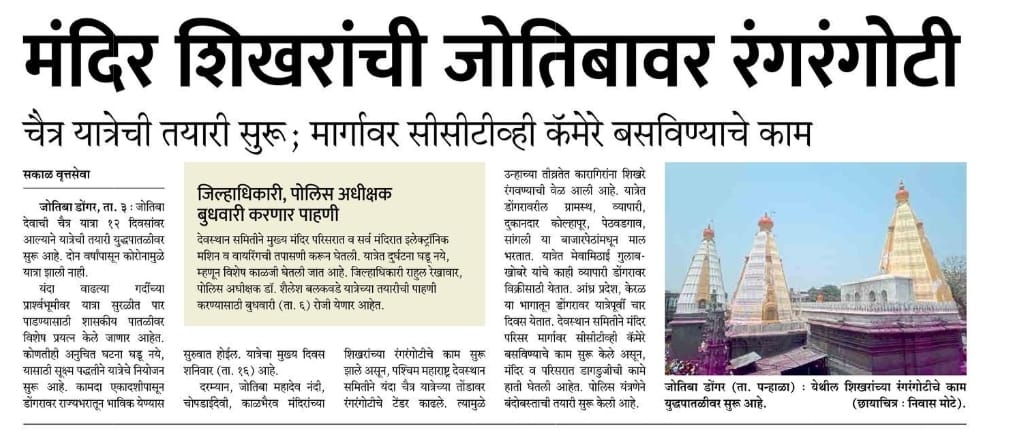 मंदिर शिखरांची जोतिबावर रंगरंगोटी
चैत्र यात्रेची तयारी सुरू; मार्गावर सीसीटीव्ही कॅमेरे बसविण्याचे काम
सकाळ वृत्तसेवा
जोतिबा डोंगर, ता. ३ : जोतिबा
देवाची चैत्र यात्रा १२ दिवसांवर
आल्याने यात्रेची तयारी युद्धपातळीवर
सुरू आहे. दोन वर्षांपासून कोरोनामुळे
यात्रा झाली नाही.
यंदा वाढत्या गर्दीच्या
प्रार्श्वभूमीवर यात्रा सुरळीत पार
पाडण्यासाठी शासकीय पातळीवर
विशेष प्रयत्न केले जाणार आहेत.
कोणतीही अनुचित घटना घडू नये,
यासाठी सूक्ष्म पद्धतीने यात्रेचे नियोजन
सुरू आहे. कामदा एकादशीपासून
डोंगरावर राज्यभरातून भाविक येण्यास
जिल्हाधिकारी, पोलिस अधीक्षक
बुधवारी करणार पाहणी
देवस्थान समितीने मुख्य मंदिर परिसरात व सर्व मंदिरात इलेक्ट्रॉनिक
मशिन व वायरिंगची तपासणी करून घेतली. यात्रेत दुर्घटना घडू नये,
म्हणून विशेष काळजी घेतली जात आहे. जिल्हाधिकारी राहुल रेखावार,
पोलिस अधीक्षक डॉ. शैलेश बलकवडे यात्रेच्या तयारीची पाहणी
करण्यासाठी बुधवारी (ता. ६) रोजी येणार आहेत.
सुरुवात होईल. यात्रेचा मुख्य दिवस
शनिवार (ता. १६) आहे.
दरम्यान, जोतिबा महादेव नंदी,
चोपडाईदेवी, काळभैरव मंदिरांच्या
शिखरांच्या रंगरंगोटीचे काम सुरू
झाले असून, पश्चिम महाराष्ट्र देवस्थान
समितीने यंदा चैत्र यात्रेच्या तोंडावर
रंगरंगोटीचे टेंडर काढले. त्यामुळे
उन्हाच्या तीव्रतेत कारागिरांना शिखरे
रंगवण्याची वेळ आली आहे. यात्रेत
डोंगरावरील ग्रामस्थ, व्यापारी,
दुकानदार कोल्हापूर, पेठवडगाव,
सांगली या बाजारपेठांमधून माल
भरतात. यात्रेत मेवामिठाई गुलाब-
खोबरे यांचे काही व्यापारी डोंगरावर
विक्रीसाठी येतात. आंध्र प्रदेश, केरळ
या भागातून डोंगरावर यात्रेपूर्वी चार
दिवस येतात. देवस्थान समितीने मंदिर
परिसर मार्गावर सीसीटीव्ही कॅमेरे
बसविण्याचे काम सुरू केले असून,
मंदिर व परिसरात डागडुजीची कामे
हाती घेतली आहेत. पोलिस यंत्रणेने
बंदोबस्ताची तयारी सुरू केली आहे.
जोतिबा डोंगर (ता. पन्हाळा) : येथील शिखरांच्या रंगरंगोटीचे काम
युद्धपातळीवर सुरू आहे. (छायाचित्र : निवास मोटे).